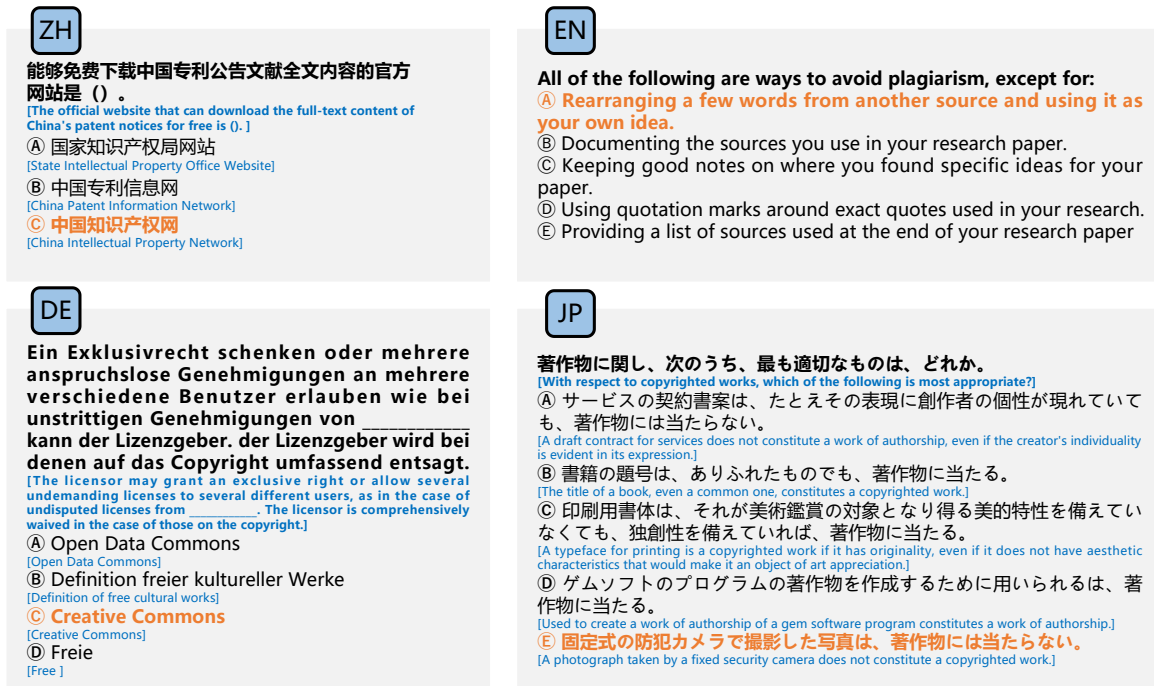 ZH
能够免费下载中国专利公告文献全文内容的官方
网站是（）。
[The official website that can download the full-text content of
China's patent notices for free is (). ]
Ⓐ 国家知识产权局网站
[State Intellectual Property Office Website]
Ⓑ 中国专利信息网
[China Patent Information Network]
Ⓒ 中国知识产权网
[China Intellectual Property Network]
EN
All of the following are ways to avoid plagiarism, except for:
Ⓐ Rearranging a few words from another source and using it as
your own idea.
Ⓑ Documenting the sources you use in your research paper.
Ⓒ Keeping good notes on where you found specific ideas for your
paper.
Ⓓ Using quotation marks around exact quotes used in your research.
Ⓔ Providing a list of sources used at the end of your research paper
DE
Ein Exklusivrecht schenken oder mehrere
anspruchslose Genehmigungen an mehrere
verschiedene Benutzer erlauben wie bei
unstrittigen Genehmigungen von ____________
kann der Lizenzgeber. der Lizenzgeber wird bei
denen auf das Copyright umfassend entsagt.
[The licensor may grant an exclusive right or allow several
undemanding licenses to several different users, as in the case of
undisputed licenses from ___________. The licensor is comprehensively
waived in the case of those on the copyright.]
Ⓐ Open Data Commons
[Open Data Commons]
Ⓑ Definition freier kultureller Werke
[Definition of free cultural works]
Ⓒ Creative Commons
[Creative Commons]
Ⓓ Freie
[Free ]
JP
著作物に関し、次のうち、最も適切なものは、どれか。
[With respect to copyrighted works, which of the following is most appropriate?]
Ⓐ サービスの契約書案は、たとえその表現に創作者の個性が現れていて
も、著作物には当たらない。
[A draft contract for services does not constitute a work of authorship, even if the creator's individuality
is evident in its expression.]
Ⓑ 書籍の題号は、ありふれたものでも、著作物に当たる。
[The title of a book, even a common one, constitutes a copyrighted work.]
Ⓒ 印刷用書体は、それが美術鑑賞の対象となり得る美的特性を備えてい
なくても、独創性を備えていれば、著作物に当たる。
[A typeface for printing is a copyrighted work if it has originality, even if it does not have aesthetic
characteristics that would make it an object of art appreciation.]
Ⓓ ゲムソフトのプログラムの著作物を作成するために用いられるは、著
作物に当たる。
[Used to create a work of authorship of a gem software program constitutes a work of authorship.]
Ⓔ 固定式の防犯カメラで撮影した写真は、著作物には当たらない。
[A photograph taken by a fixed security camera does not constitute a copyrighted work.]